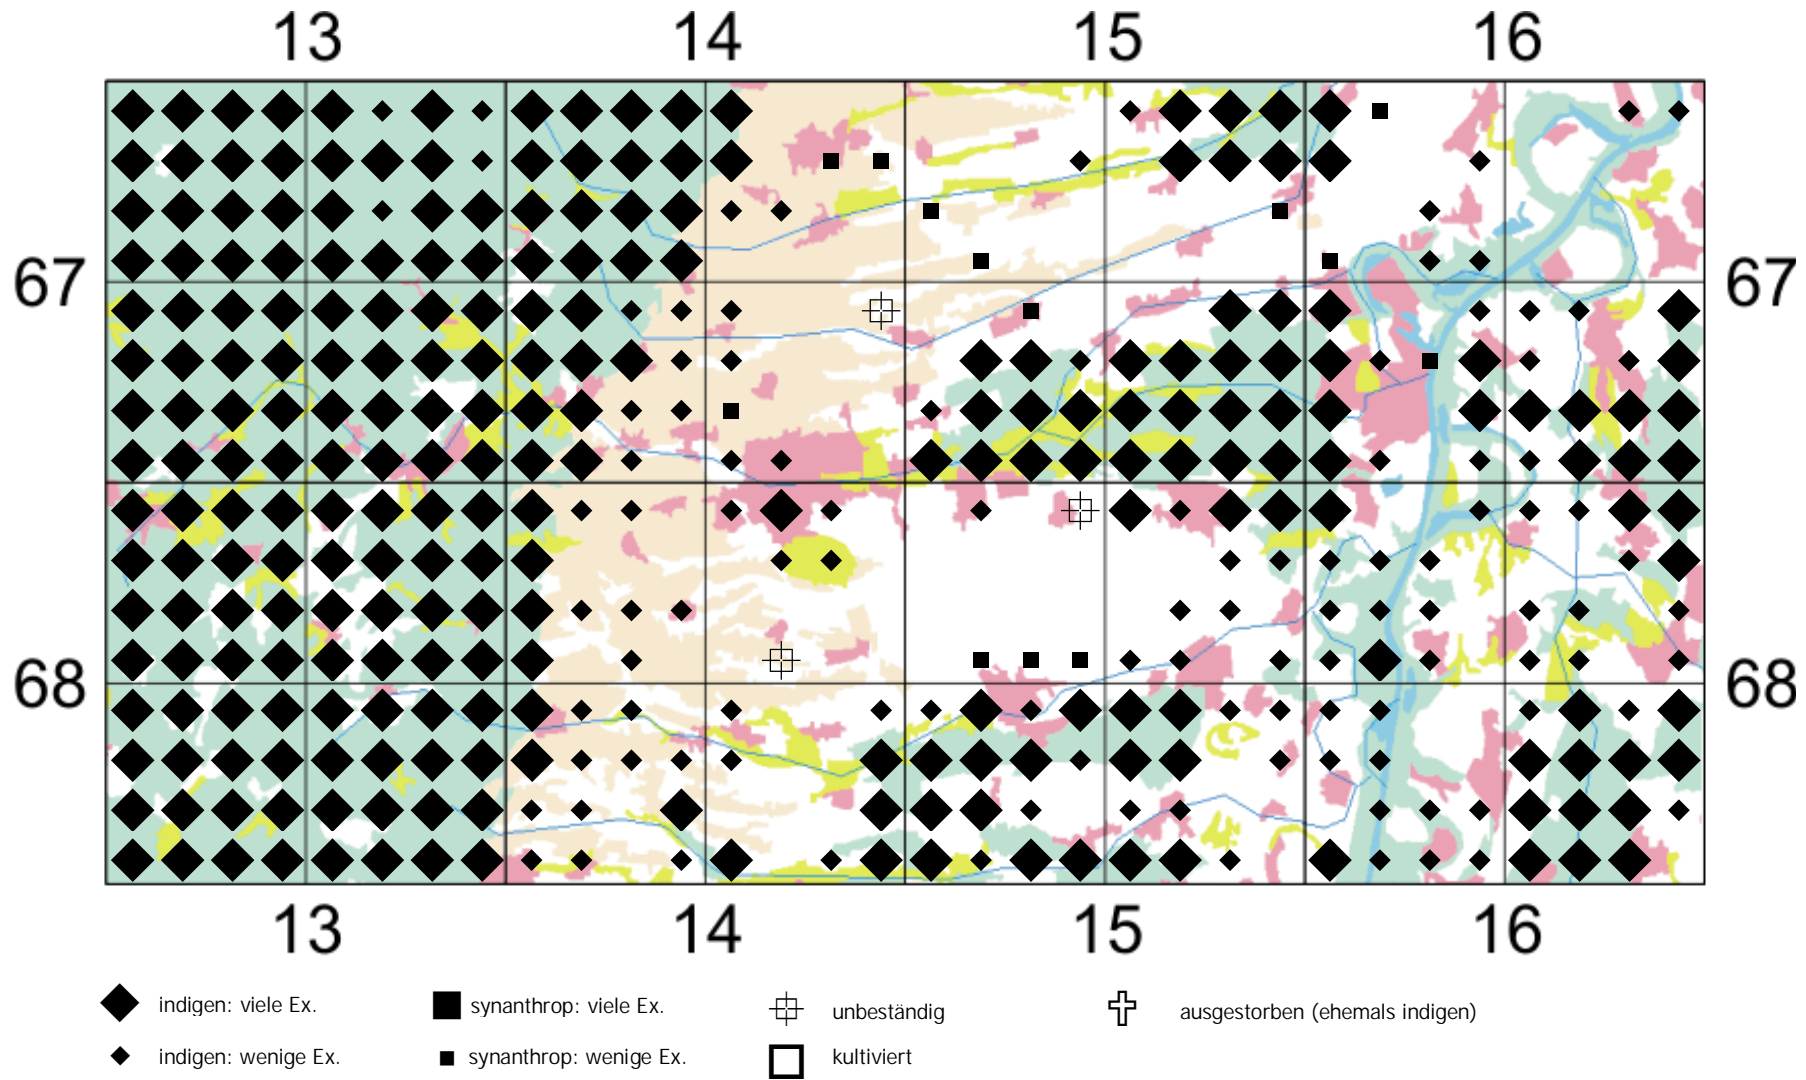 13 14 15 16
67 67
68 68
13 14 15 16
indigen: viele Ex. synanthrop: viele Ex. unbeständig ausgestorben (ehemals indigen)
indigen: wenige Ex. synanthrop: wenige Ex. kultiviert